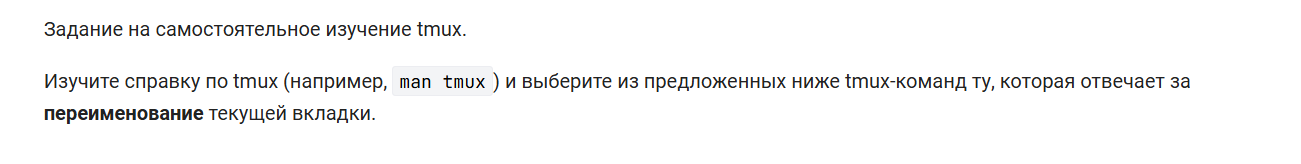 Задание на самостоятельное изучение tmux.
Изучите справку по tmux (например, man tmux) и выберите из предложенных ниже tmux-команд ту, которая отвечает за
переименование текущей вкладки.